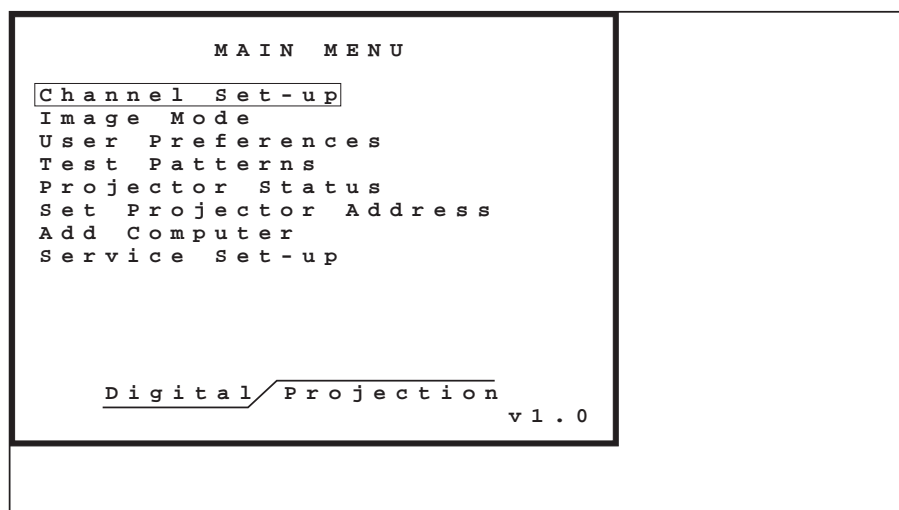 MAIN MENU
Channel Set-up
Image Mode
User Preferences
Test Patterns
Projector Status
Set Projector Address
Add Computer
Service Set-up
Digital Projection
v1.0